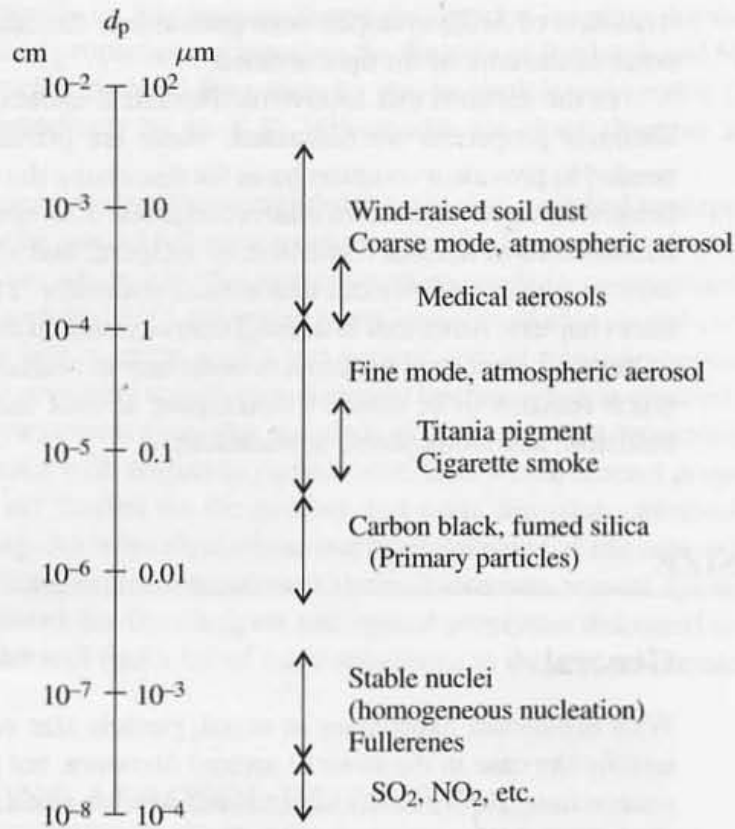 d_p
cm μm
10⁻² 10²
10⁻³ 10
Wind-raised soil dust
Coarse mode, atmospheric aerosol
Medical aerosols
10⁻⁴ 1
Fine mode, atmospheric aerosol
10⁻⁵ 0.1
Titania pigment
Cigarette smoke
Carbon black, fumed silica
(Primary particles)
10⁻⁶ 0.01
10⁻⁷ 10⁻³
Stable nuclei
(homogeneous nucleation)
Fullerenes
SO₂, NO₂, etc.
10⁻⁸ 10⁻⁴